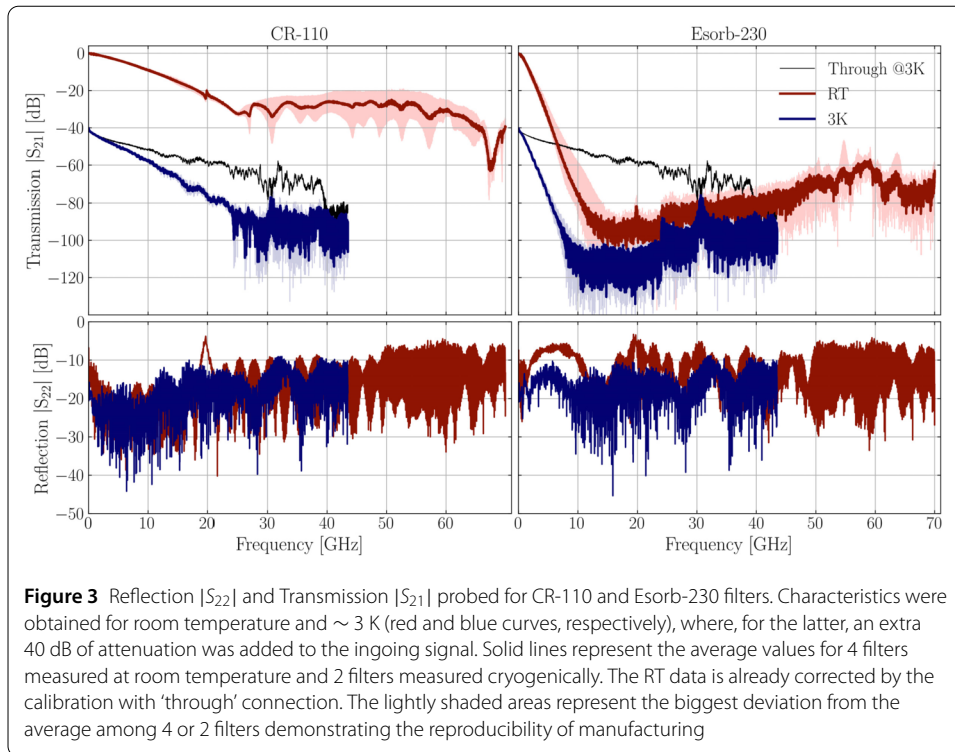 CR-110
Esorb-230
Through @3K
RT
3K
Transmission |S21| [dB]
0
−20
−40
−60
−80
−100
−120
Reflection |S22| [dB]
0
−10
−20
−30
−40
−50
0 10 20 30 40 50 60
0 10 20 30 40 50 60 70
Frequency [GHz]
Frequency [GHz]
Figure 3 Reflection |S22| and Transmission |S21| probed for CR-110 and Esorb-230 filters. Characteristics were
obtained for room temperature and ∼ 3 K (red and blue curves, respectively), where, for the latter, an extra
40 dB of attenuation was added to the ingoing signal. Solid lines represent the average values for 4 filters
measured at room temperature and 2 filters measured cryogenically. The RT data is already corrected by the
calibration with ‘through’ connection. The lightly shaded areas represent the biggest deviation from the
average among 4 or 2 filters demonstrating the reproducibility of manufacturing